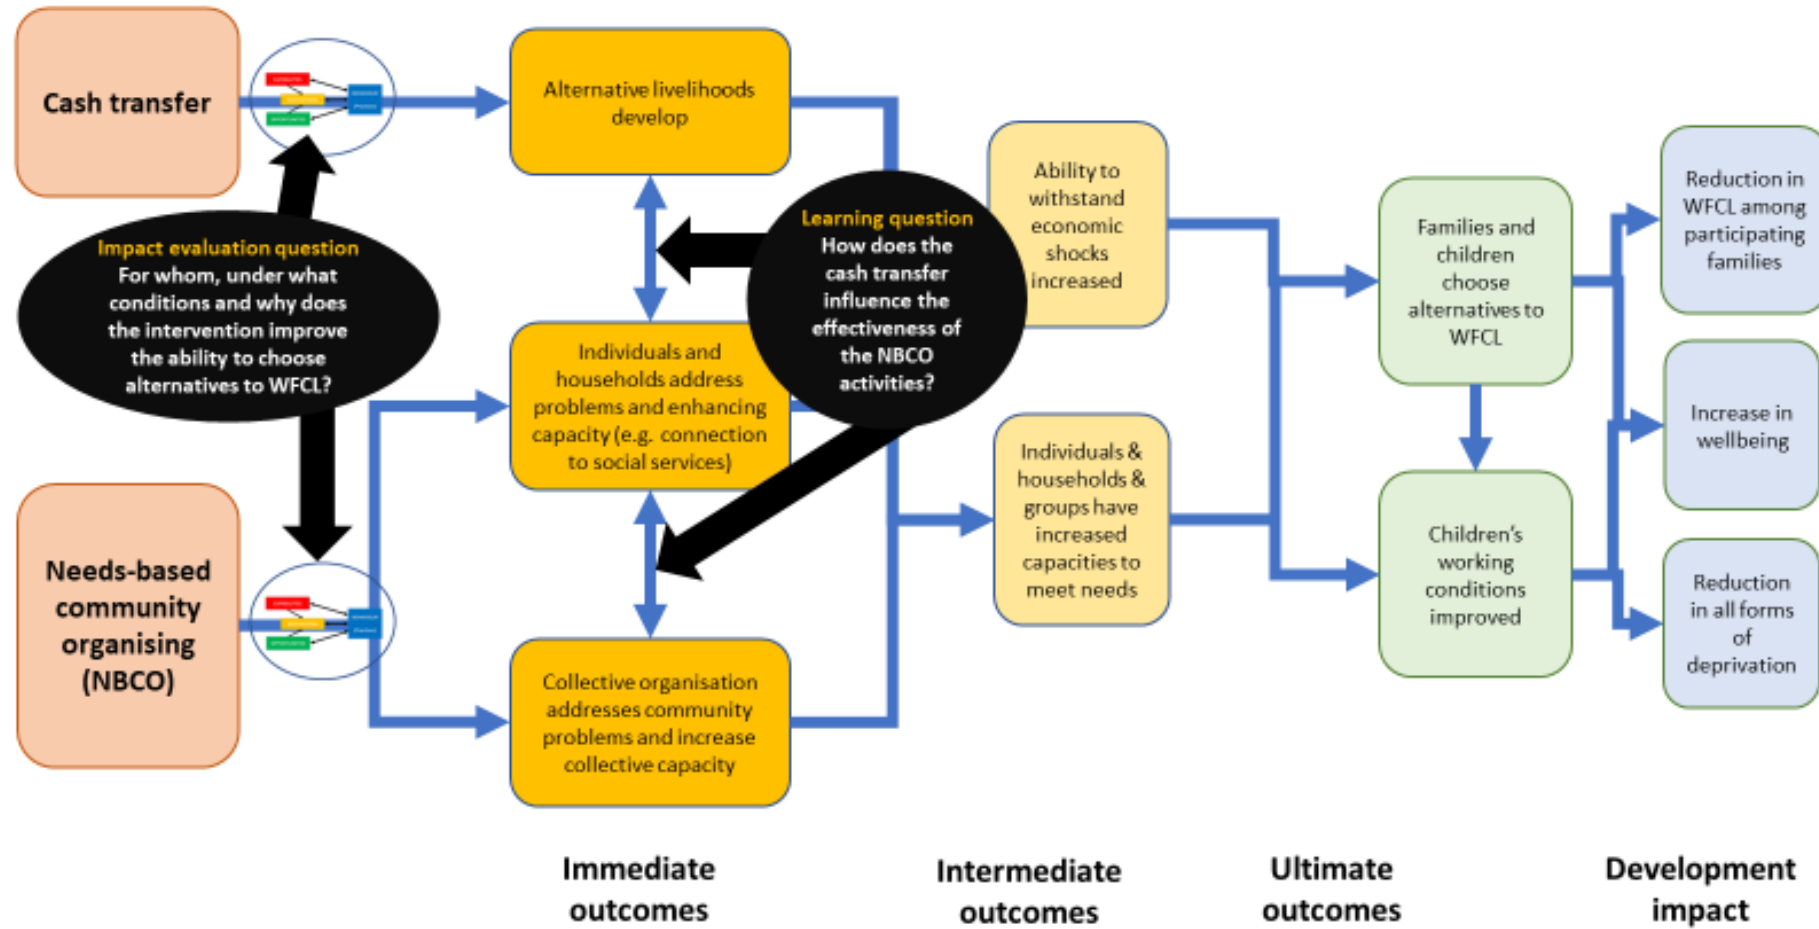 Cash transfer
Impact evaluation question
For whom, under what
conditions and why does
the intervention improve
the ability to choose
alternatives to WFCL?
Needs-based
community
organising
(NBCO)
Alternative livelihoods
develop
Individuals and
households address
problems and enhancing
capacity (e.g. connection
to social services)
Collective organisation
addresses community
problems and increase
collective capacity
Learning question
How does the
cash transfer
influence the
effectiveness of
the NBCO
activities?
Ability to
withstand
economic
shocks
increased
Individuals &
households &
groups have
increased
capacities to
meet needs
Families and
children
choose
alternatives to
WFCL
Children's
working
conditions
improved
Reduction in
WFCL among
participating
families
Increase in
wellbeing
Reduction
in all forms
of
deprivation
Immediate
outcomes
Intermediate
outcomes
Ultimate
outcomes
Development
impact